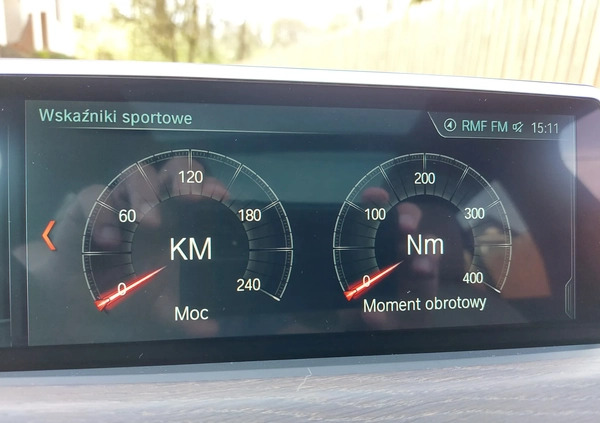 Wskaźniki sportowe
RMF FM 15:11
0 60 120 180 240
KM
Moc
0 100 200 300 400
Nm
Moment obrotowy